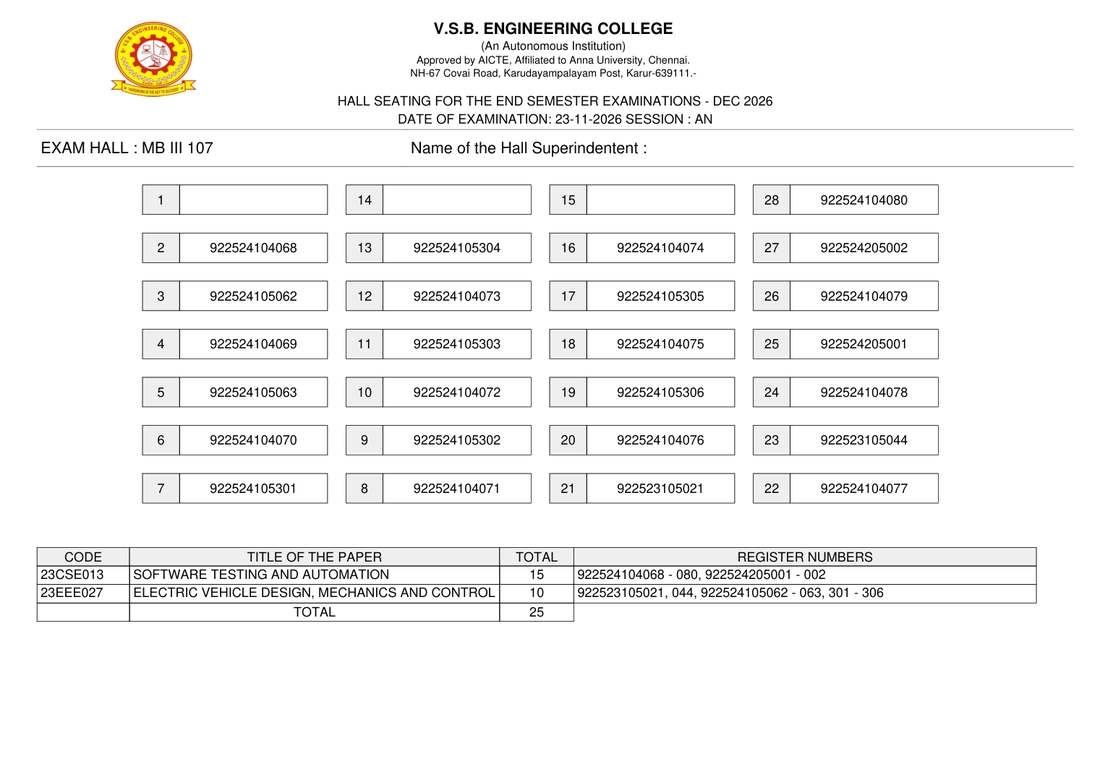 V.S.B. ENGINEERING COLLEGE
(An Autonomous Institution)
Approved by AICTE, Affiliated to Anna University, Chennai.
NH-67 Covai Road, Karudayampalayam Post, Karur-639111.-
HALL SEATING FOR THE END SEMESTER EXAMINATIONS - DEC 2026
DATE OF EXAMINATION: 23-11-2026 SESSION : AN
EXAM HALL : MB III 107 Name of the Hall Superindentent :
1 14 15 28 922524104080
2 922524104068 13 922524105304 16 922524104074 27 922524205002
3 922524105062 12 922524104073 17 922524105305 26 922524104079
4 922524104069 11 922524105303 18 922524104075 25 922524205001
5 922524105063 10 922524104072 19 922524105306 24 922524104078
6 922524104070 9 922524105302 20 922524104076 23 922523105044
7 922524105301 8 922524104071 21 922523105021 22 922524104077
CODE TITLE OF THE PAPER TOTAL REGISTER NUMBERS
23CSE013 SOFTWARE TESTING AND AUTOMATION 15 922524104068 - 080, 922524205001 - 002
23EEE027 ELECTRIC VEHICLE DESIGN, MECHANICS AND CONTROL 10 922523105021, 044, 922524105062 - 063, 301 - 306
TOTAL 25